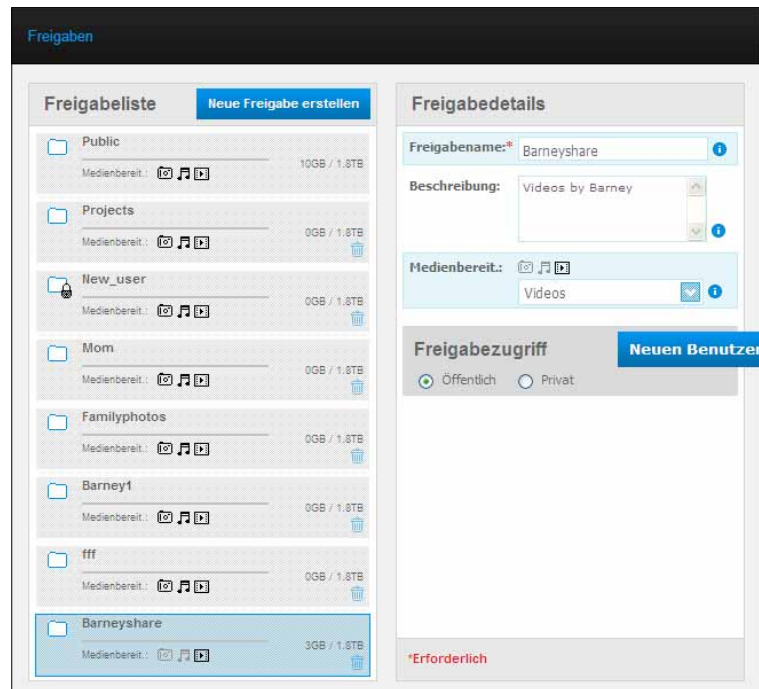 Freigaben
Freigabeliste
Neue Freigabe erstellen
Public
Medienbereit.:
10GB / 1.8TB
Projects
Medienbereit.:
0GB / 1.8TB
New_user
Medienbereit.:
0GB / 1.8TB
Mom
Medienbereit.:
0GB / 1.8TB
Familyphotos
Medienbereit.:
0GB / 1.8TB
Barney1
Medienbereit.:
0GB / 1.8TB
fff
Medienbereit.:
0GB / 1.8TB
Barneyshare
Medienbereit.:
3GB / 1.8TB
Freigabedetails
Freigabename:* Barneyshare
Beschreibung: Videos by Barney
Medienbereit.:
Videos
Freigabezugriff
Neuen Benutzer
Öffentlich Privat
*Erforderlich